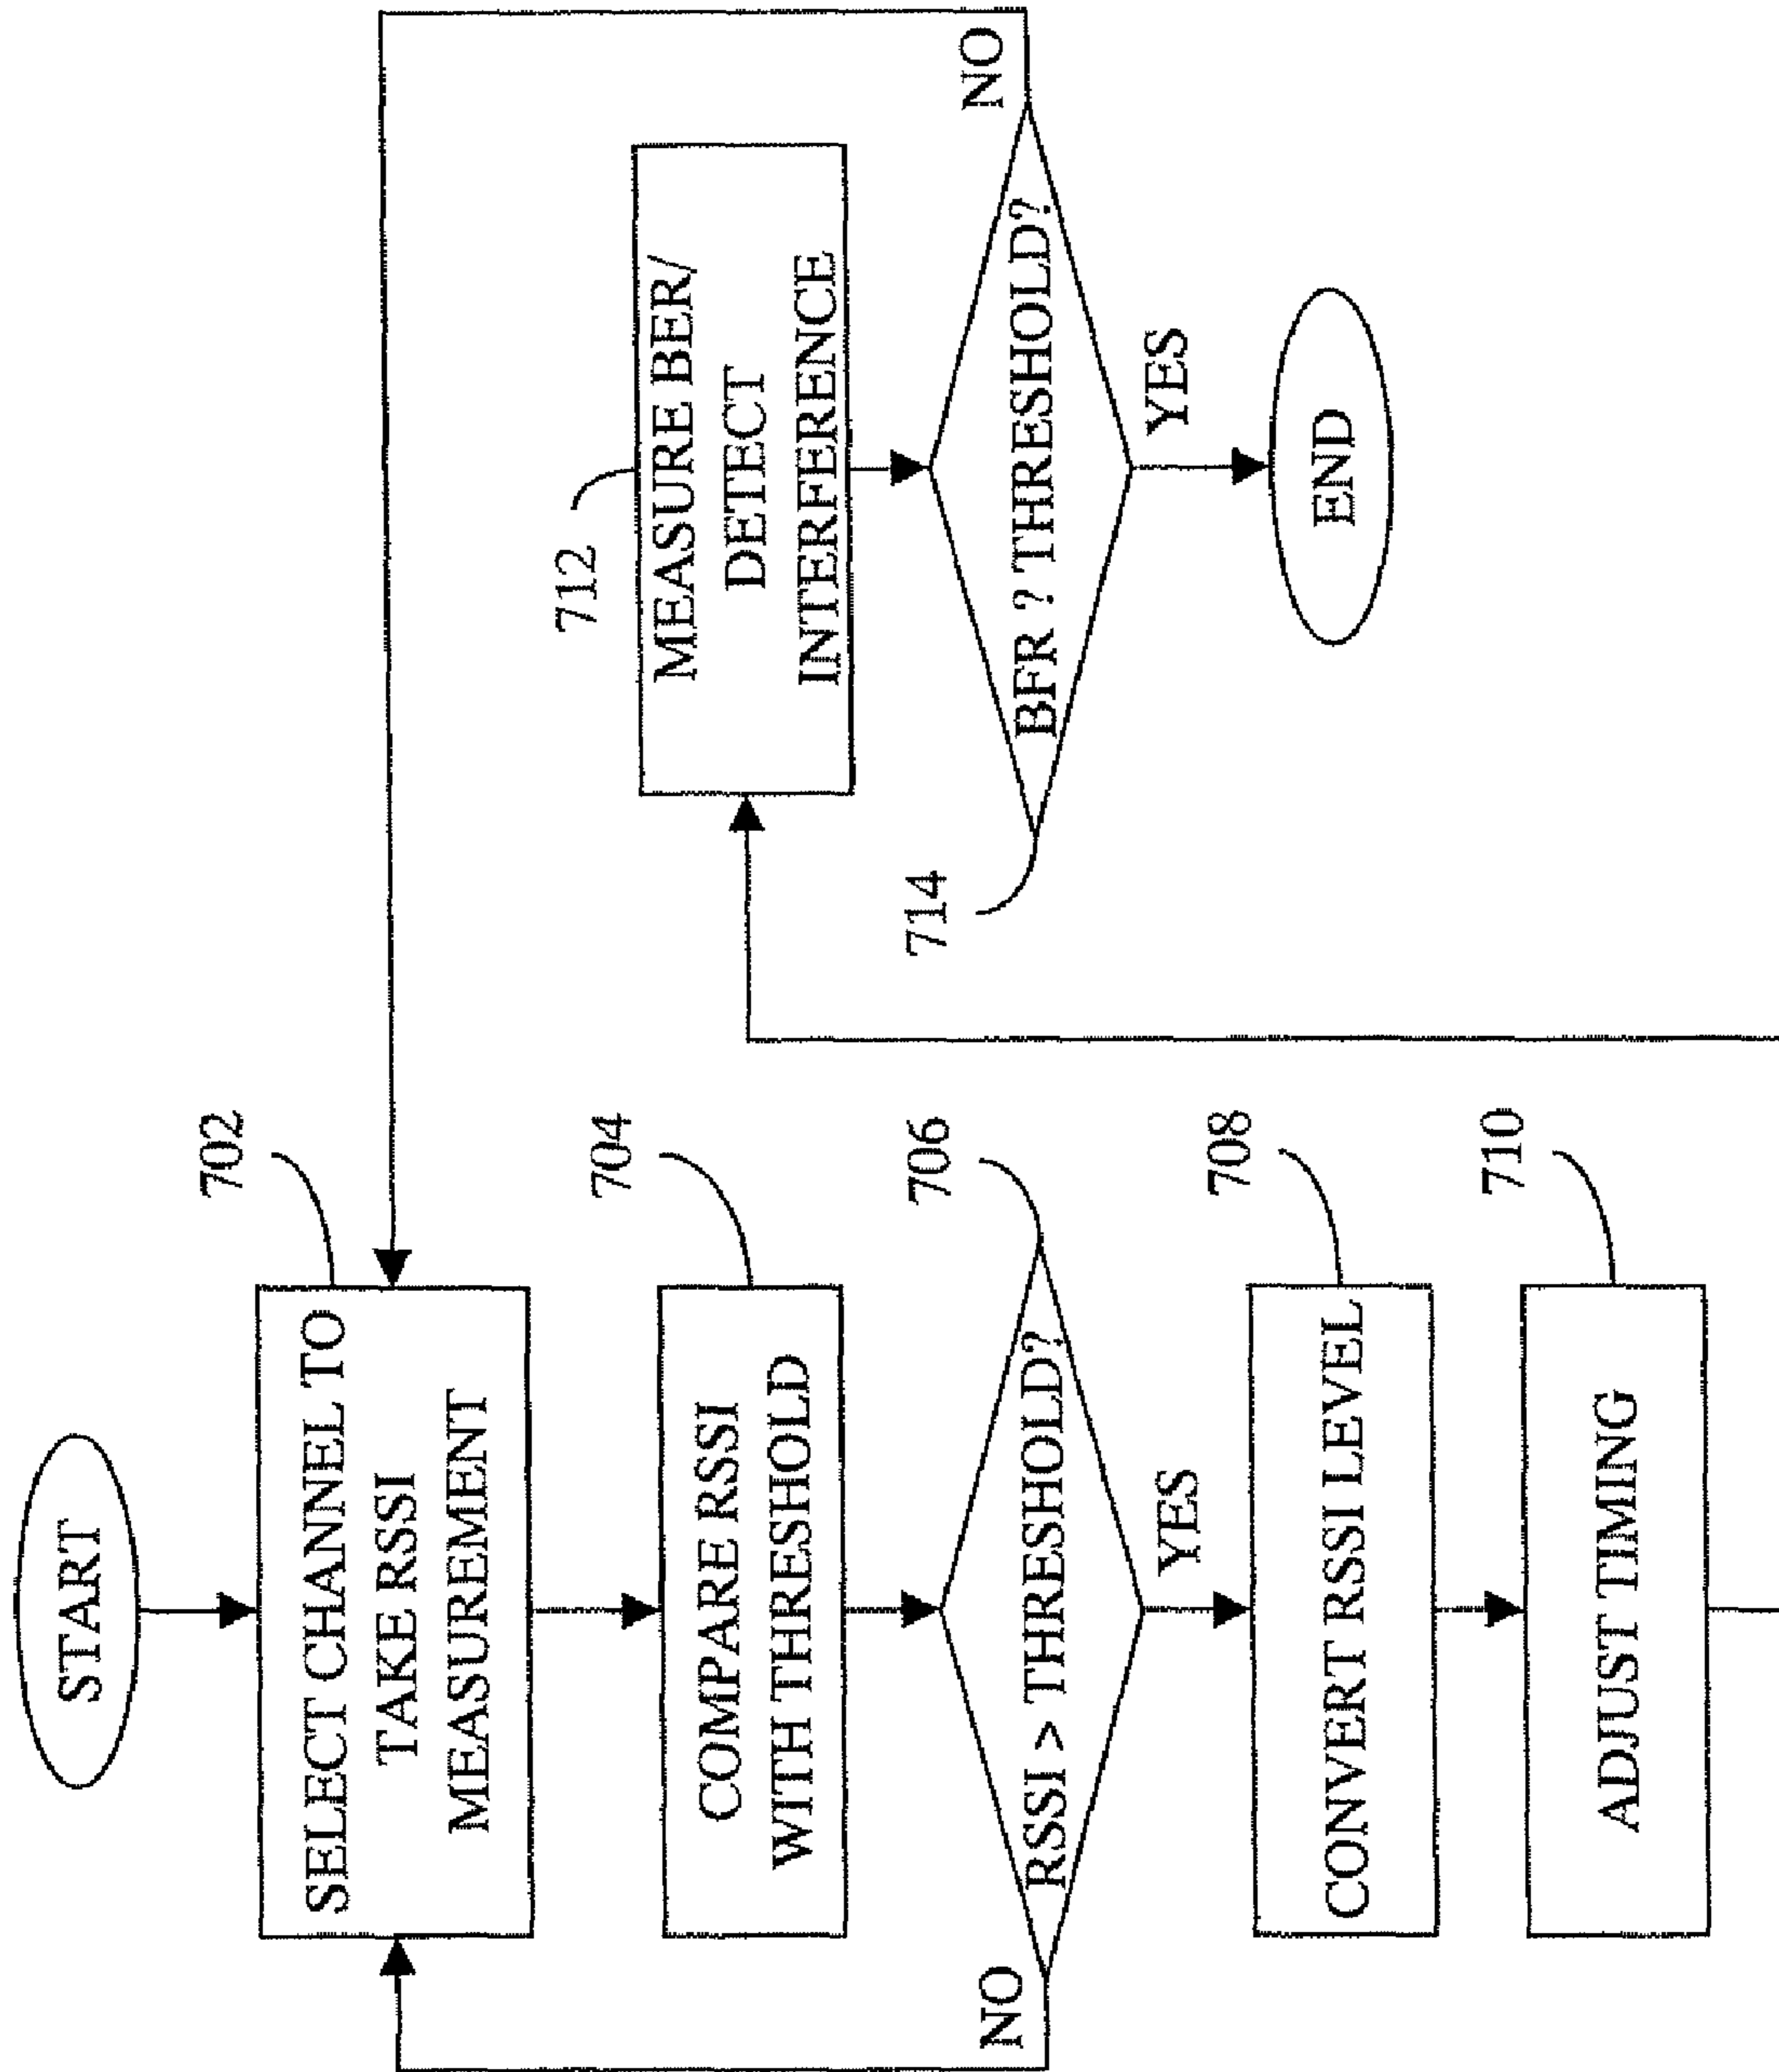 START
702
SELECT CHANNEL TO
TAKE RSSI
MEASUREMENT
704
COMPARE RSSI
WITH THRESHOLD
706
RSSI > THRESHOLD?
NO
YES
708
CONVERT RSSI LEVEL
710
ADJUST TIMING
712
MEASURE BER/
DETECT
INTERFERENCE
714
BFR ? THRESHOLD?
NO
YES
END